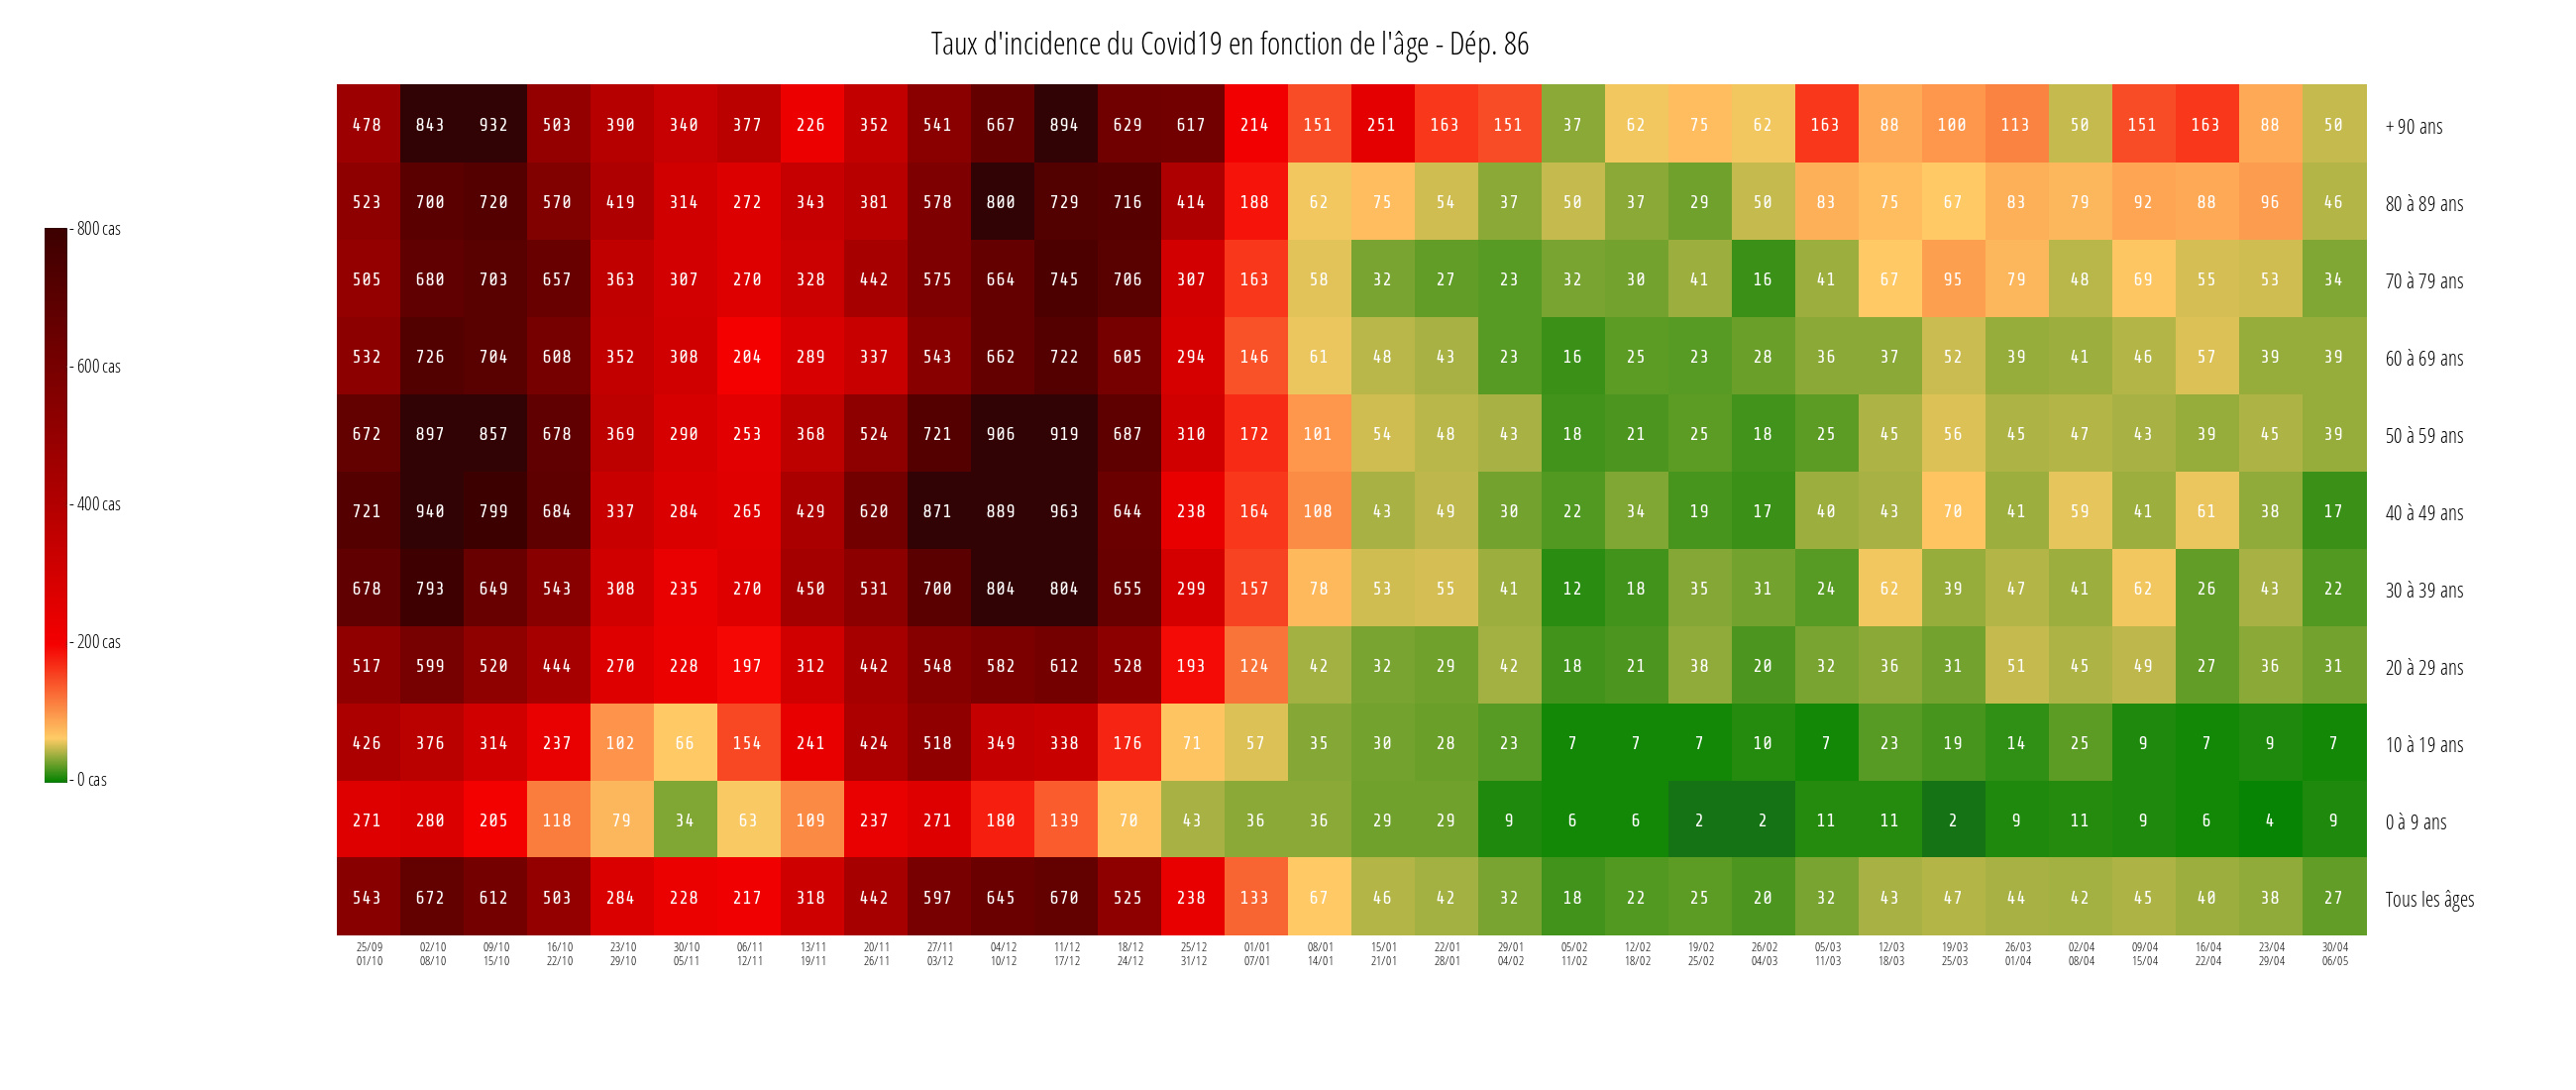 Taux d'incidence du Covid19 en fonction de l'âge - Dép. 86
478 843 932 503 390 340 377 226 352 541 667 894 629 617 214 151 251 163 151 37 62 75 62 163 88 100 113 50 151 163 88 50 + 90 ans
523 700 720 570 419 314 272 343 381 578 800 729 716 414 188 62 75 54 37 50 37 29 50 83 75 67 83 79 92 88 96 46 80 à 89 ans
- 800 cas
505 680 703 657 363 307 270 328 442 575 664 745 706 307 163 58 32 27 23 32 30 41 16 41 67 95 79 48 69 55 53 34 70 à 79 ans
532 726 704 608 352 308 204 289 337 543 662 722 605 294 146 61 48 43 23 16 25 23 28 36 37 52 39 41 46 57 39 39 60 à 69 ans
- 600 cas
672 897 857 678 369 290 253 368 524 721 906 919 687 310 172 101 54 48 43 18 21 25 18 25 45 56 45 47 43 39 45 39 50 à 59 ans
- 400 cas
721 940 799 684 337 284 265 429 620 871 889 963 644 238 164 108 43 49 30 22 34 19 17 40 43 70 41 59 41 61 38 17 40 à 49 ans
678 793 649 543 308 235 270 450 531 700 804 804 655 299 157 78 53 55 41 12 18 35 31 24 62 39 47 41 62 26 43 22 30 à 39 ans
- 200 cas
517 599 520 444 270 228 197 312 442 548 582 612 528 193 124 42 32 29 42 18 21 38 20 32 36 31 51 45 49 27 36 31 20 à 29 ans
426 376 314 237 102 66 154 241 424 518 349 338 176 71 57 35 30 28 23 7 7 7 10 7 23 19 14 25 9 7 9 7 10 à 19 ans
- 0 cas
271 280 205 118 79 34 63 109 237 271 180 139 70 43 36 36 29 29 9 6 6 2 2 11 11 2 9 11 9 6 4 9 0 à 9 ans
543 672 612 503 284 228 217 318 442 597 645 670 525 238 133 67 46 42 32 18 22 25 20 32 43 47 44 42 45 40 38 27 Tous les âges
25/09 02/10 09/10 16/10 23/10 30/10 06/11 13/11 20/11 27/11 04/12 11/12 18/12 25/12 01/01 08/01 15/01 22/01 29/01 05/02 12/02 19/02 26/02 05/03 12/03 19/03 26/03 02/04 09/04 16/04 23/04 30/04
01/10 08/10 15/10 22/10 29/10 05/11 12/11 19/11 26/11 03/12 10/12 17/12 24/12 31/12 07/01 14/01 21/01 28/01 04/02 11/02 18/02 25/02 04/03 11/03 18/03 25/03 01/04 08/04 15/04 22/04 29/04 06/05